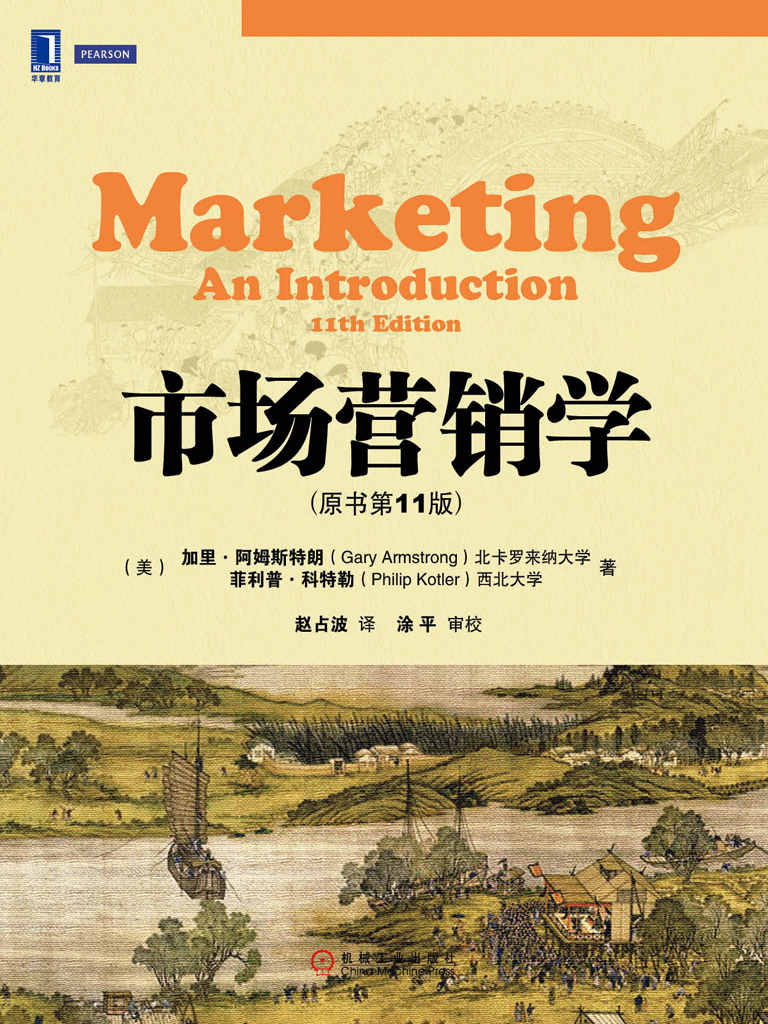 HZ BOOKS
华章教育
PEARSON
Marketing
An Introduction
11th Edition
市场营销学
（原书第11版）
（美） 加里·阿姆斯特朗（Gary Armstrong）北卡罗来纳大学
菲利普·科特勒（Philip Kotler）西北大学 著
赵占波 译 涂 平 审校
机械工业出版社
China Machine Press